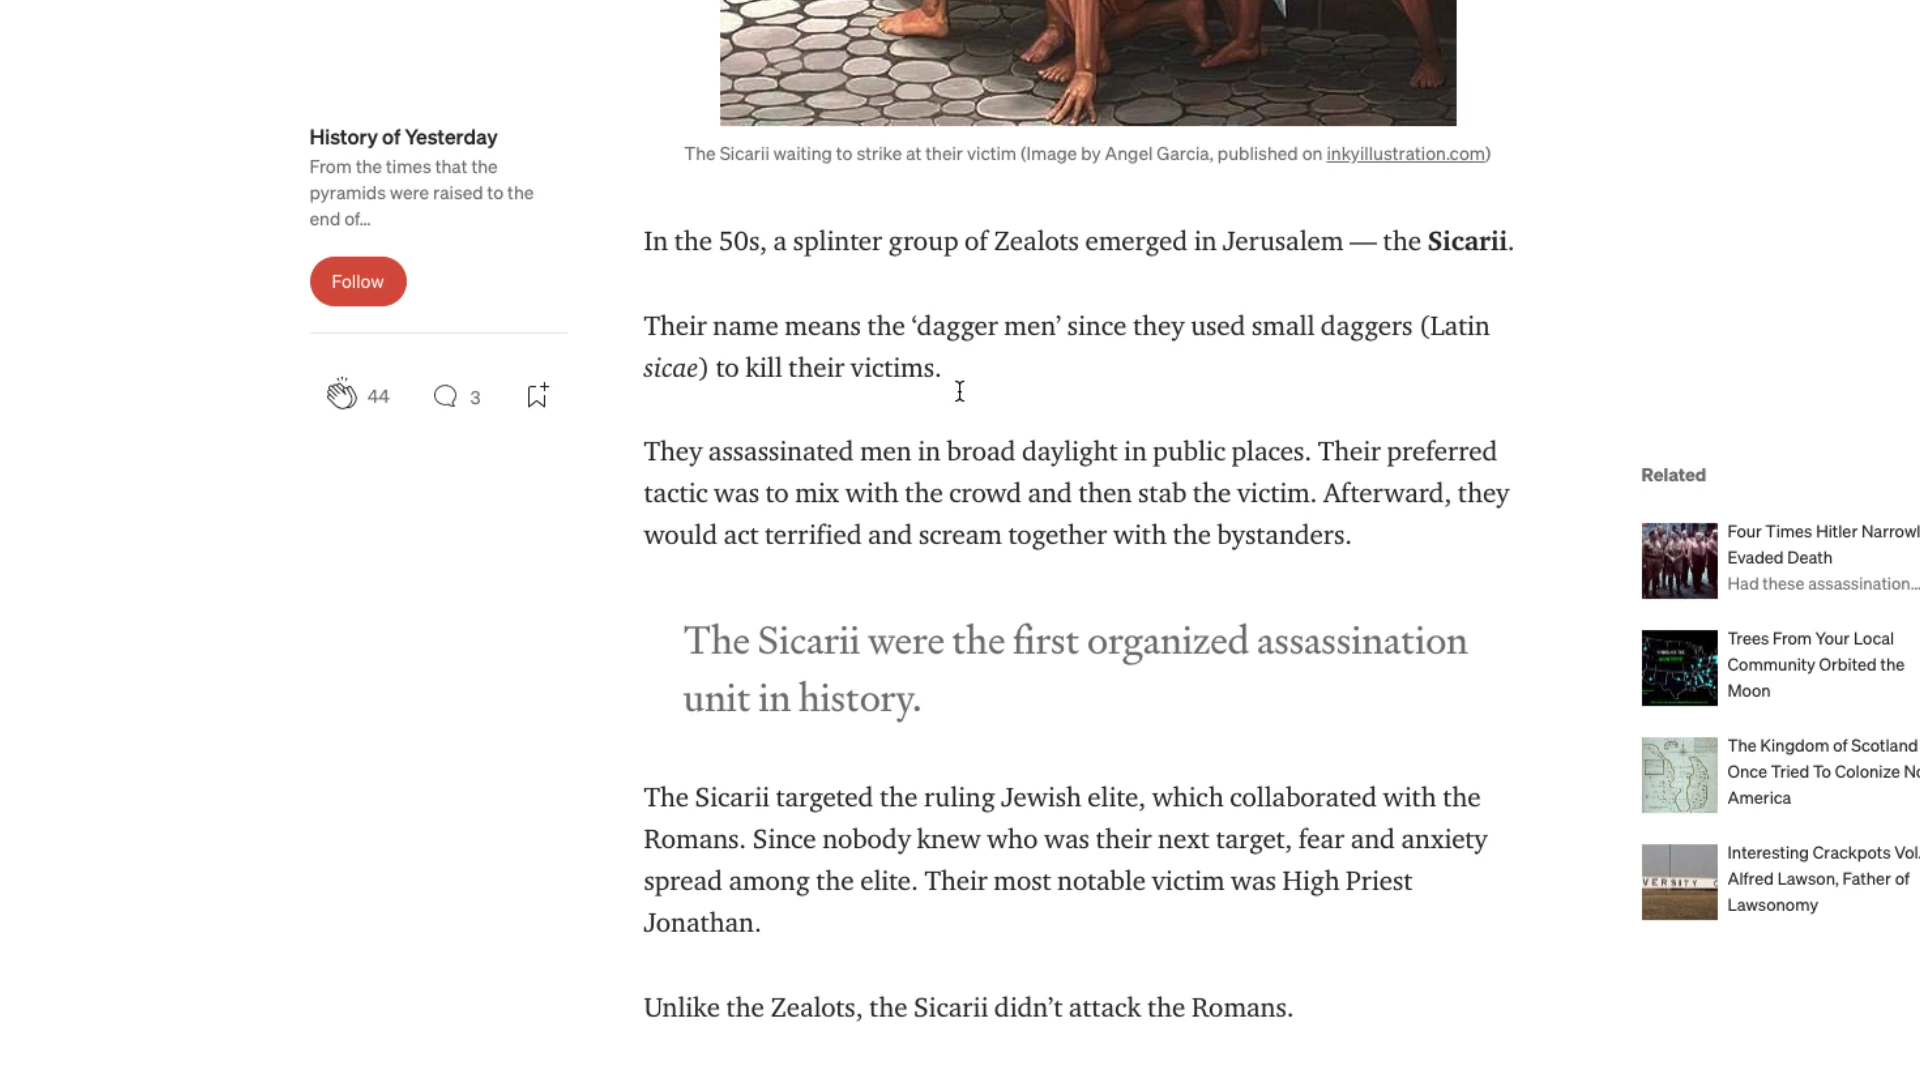 The Sicarii waiting to strike at their victim (Image by Angel Garcia, published on inkyillustration.com)
History of Yesterday
From the times that the
pyramids were raised to the
end of...
Follow
44
3
In the 50s, a splinter group of Zealots emerged in Jerusalem — the Sicarii.
Their name means the ‘dagger men’ since they used small daggers (Latin
sicae) to kill their victims.
They assassinated men in broad daylight in public places. Their preferred
tactic was to mix with the crowd and then stab the victim. Afterward, they
would act terrified and scream together with the bystanders.
The Sicarii were the first organized assassination
unit in history.
The Sicarii targeted the ruling Jewish elite, which collaborated with the
Romans. Since nobody knew who was their next target, fear and anxiety
spread among the elite. Their most notable victim was High Priest
Jonathan.
Unlike the Zealots, the Sicarii didn’t attack the Romans.
Related
Four Times Hitler Narrowl
Evaded Death
Had these assassination...
Trees From Your Local
Community Orbited the
Moon
The Kingdom of Scotland
Once Tried To Colonize No
America
Interesting Crackpots Vol.
Alfred Lawson, Father of
Lawsonomy
VERSITY